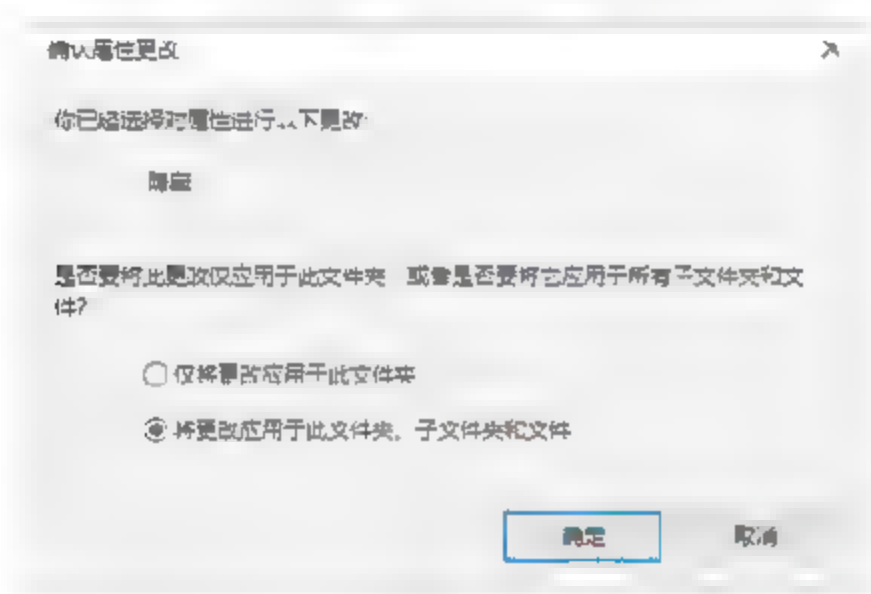 确认属性更改
你已经选择对属性进行以下更改:
隐藏
是否要将此更改仅应用于此文件夹，或者是否要将它应用于所有子文件夹和文
件?
仅将更改应用于此文件夹
将更改应用于此文件夹、子文件夹和文件
确定
取消